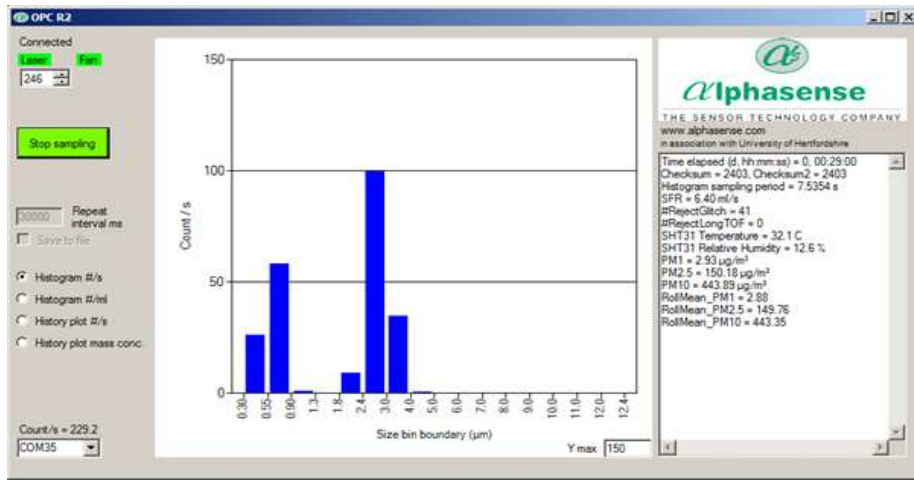 OPC R2
Connected
Laser Fan
246
Stop sampling
30000 Repeat interval ms
Save to file
Histogram #/s
Histogram #/ml
History plot #/s
History plot mass conc.
Count/s = 229.2
COM35
Count / s
150
100
50
0
0.30 0.55 0.90 1.3 1.8 2.4 3.0 4.0 5.0 6.0 7.0 8.0 9.0 10.0 11.0 12.0 12.4
Size bin boundary (µm)
Y max 150
αlphasense
THE SENSOR TECHNOLOGY COMPANY
www.alphasense.com
in association with University of Hertfordshire
Time elapsed (d, hh:mm:ss) = 0, 00:29:00
Checksum = 2403, Checksum2 = 2403
Histogram sampling period = 7.5354 s
SFR = 6.40 ml/s
#RejectGlitch = 41
#RejectLongTOF = 0
SHT31 Temperature = 32.1 C
SHT31 Relative Humidity = 12.6 %
PM1 = 2.93 µg/m³
PM2.5 = 150.18 µg/m³
PM10 = 443.89 µg/m³
RollMean_PM1 = 2.88
RollMean_PM2.5 = 149.76
RollMean_PM10 = 443.35